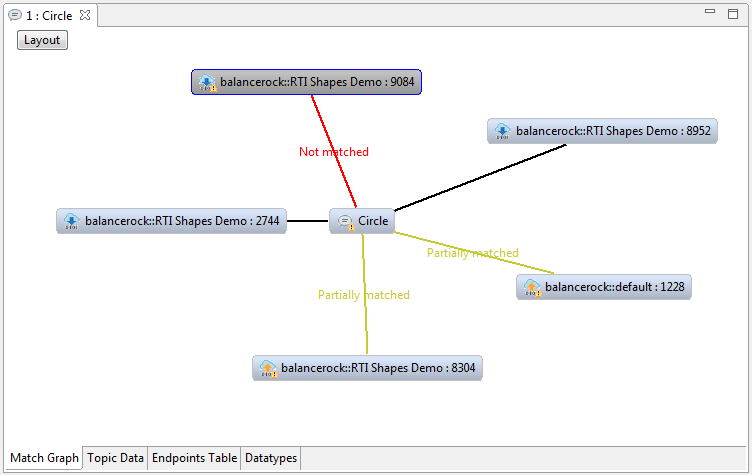 1 : Circle
Layout
balancerock::RTI Shapes Demo : 9084
balancerock::RTI Shapes Demo : 8952
Not matched
balancerock::RTI Shapes Demo : 2744
Circle
Partially matched
balancerock::default : 1228
Partially matched
balancerock::RTI Shapes Demo : 8304
Match Graph
Topic Data
Endpoints Table
Datatypes